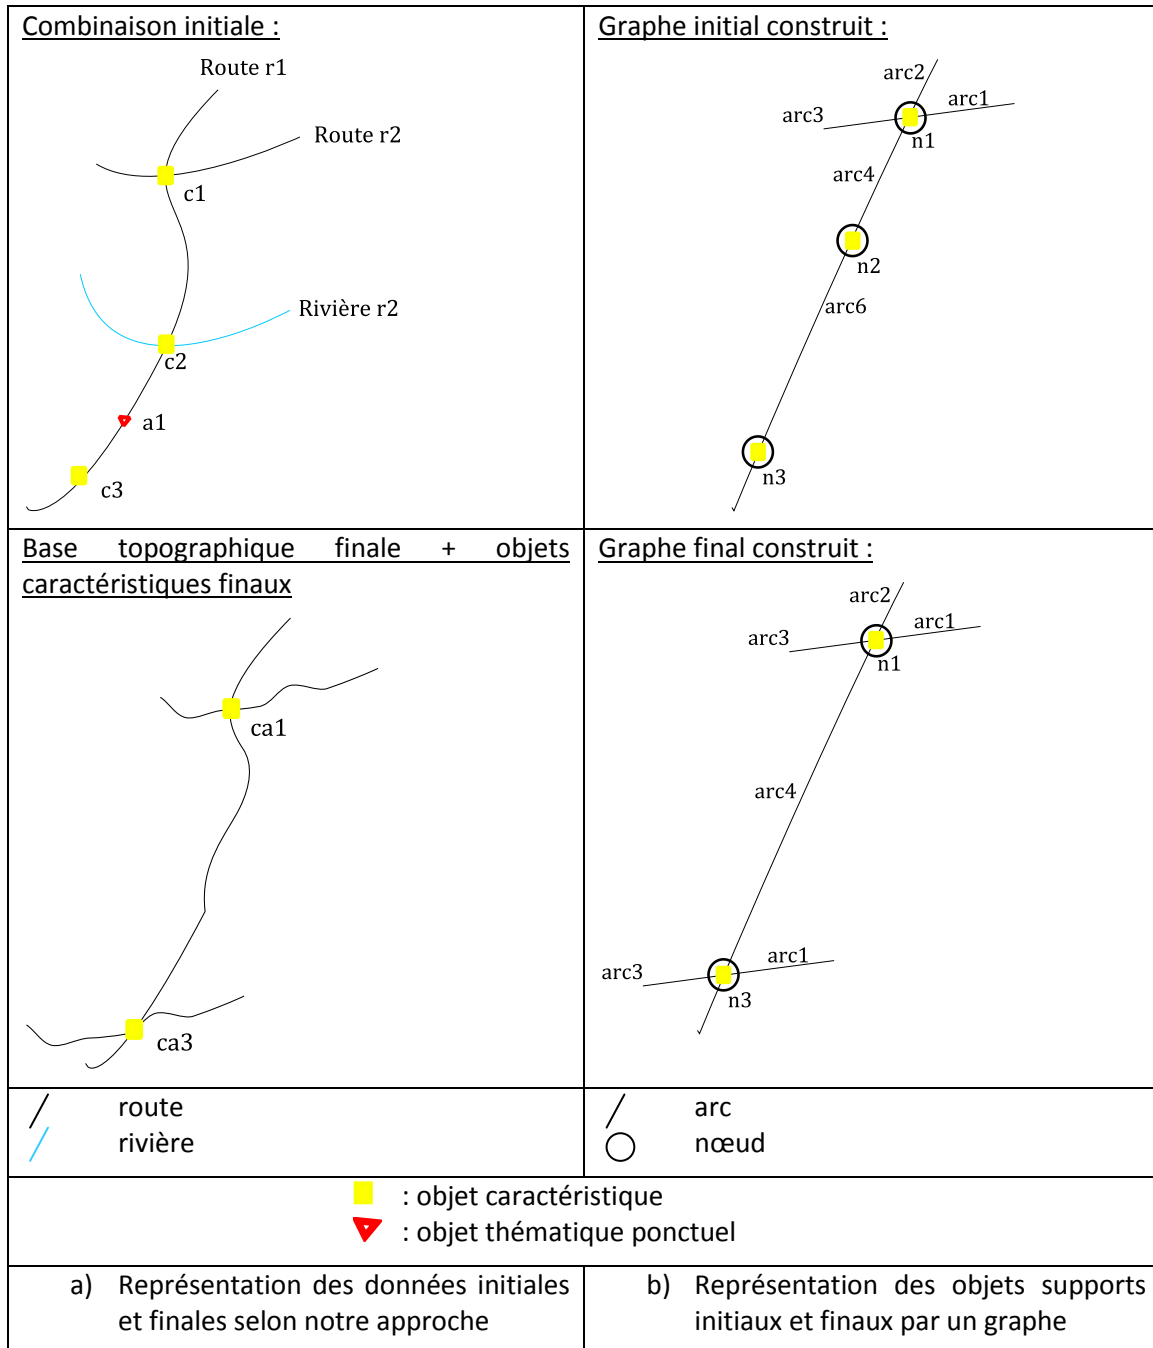 Combinaison initiale :
Route r1
Route r2
c1
Rivière r2
c2
a1
c3
Graphe initial construit :
arc2
arc1
arc3
n1
arc4
n2
arc6
n3
Base topographique finale + objets
caractéristiques finaux
ca1
ca3
Graphe final construit :
arc2
arc1
arc3
n1
arc4
arc3
arc1
n3
route
rivière
arc
nœud
: objet caractéristique
: objet thématique ponctuel
a) Représentation des données initiales
et finales selon notre approche
b) Représentation des objets supports
initiaux et finaux par un graphe